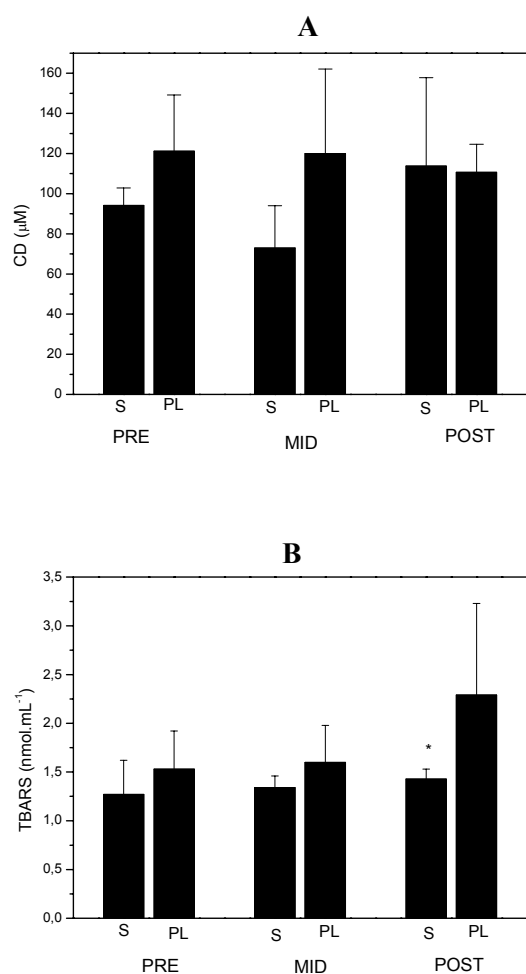 A
160
140
120
100
80
60
40
20
0
CD (μM)
S PL S PL S PL
PRE MID POST
B
3,5
3,0
2,5
2,0
1,5
1,0
0,5
0,0
TBARS (nmol.mL⁻¹)
*
S PL S PL S PL
PRE MID POST